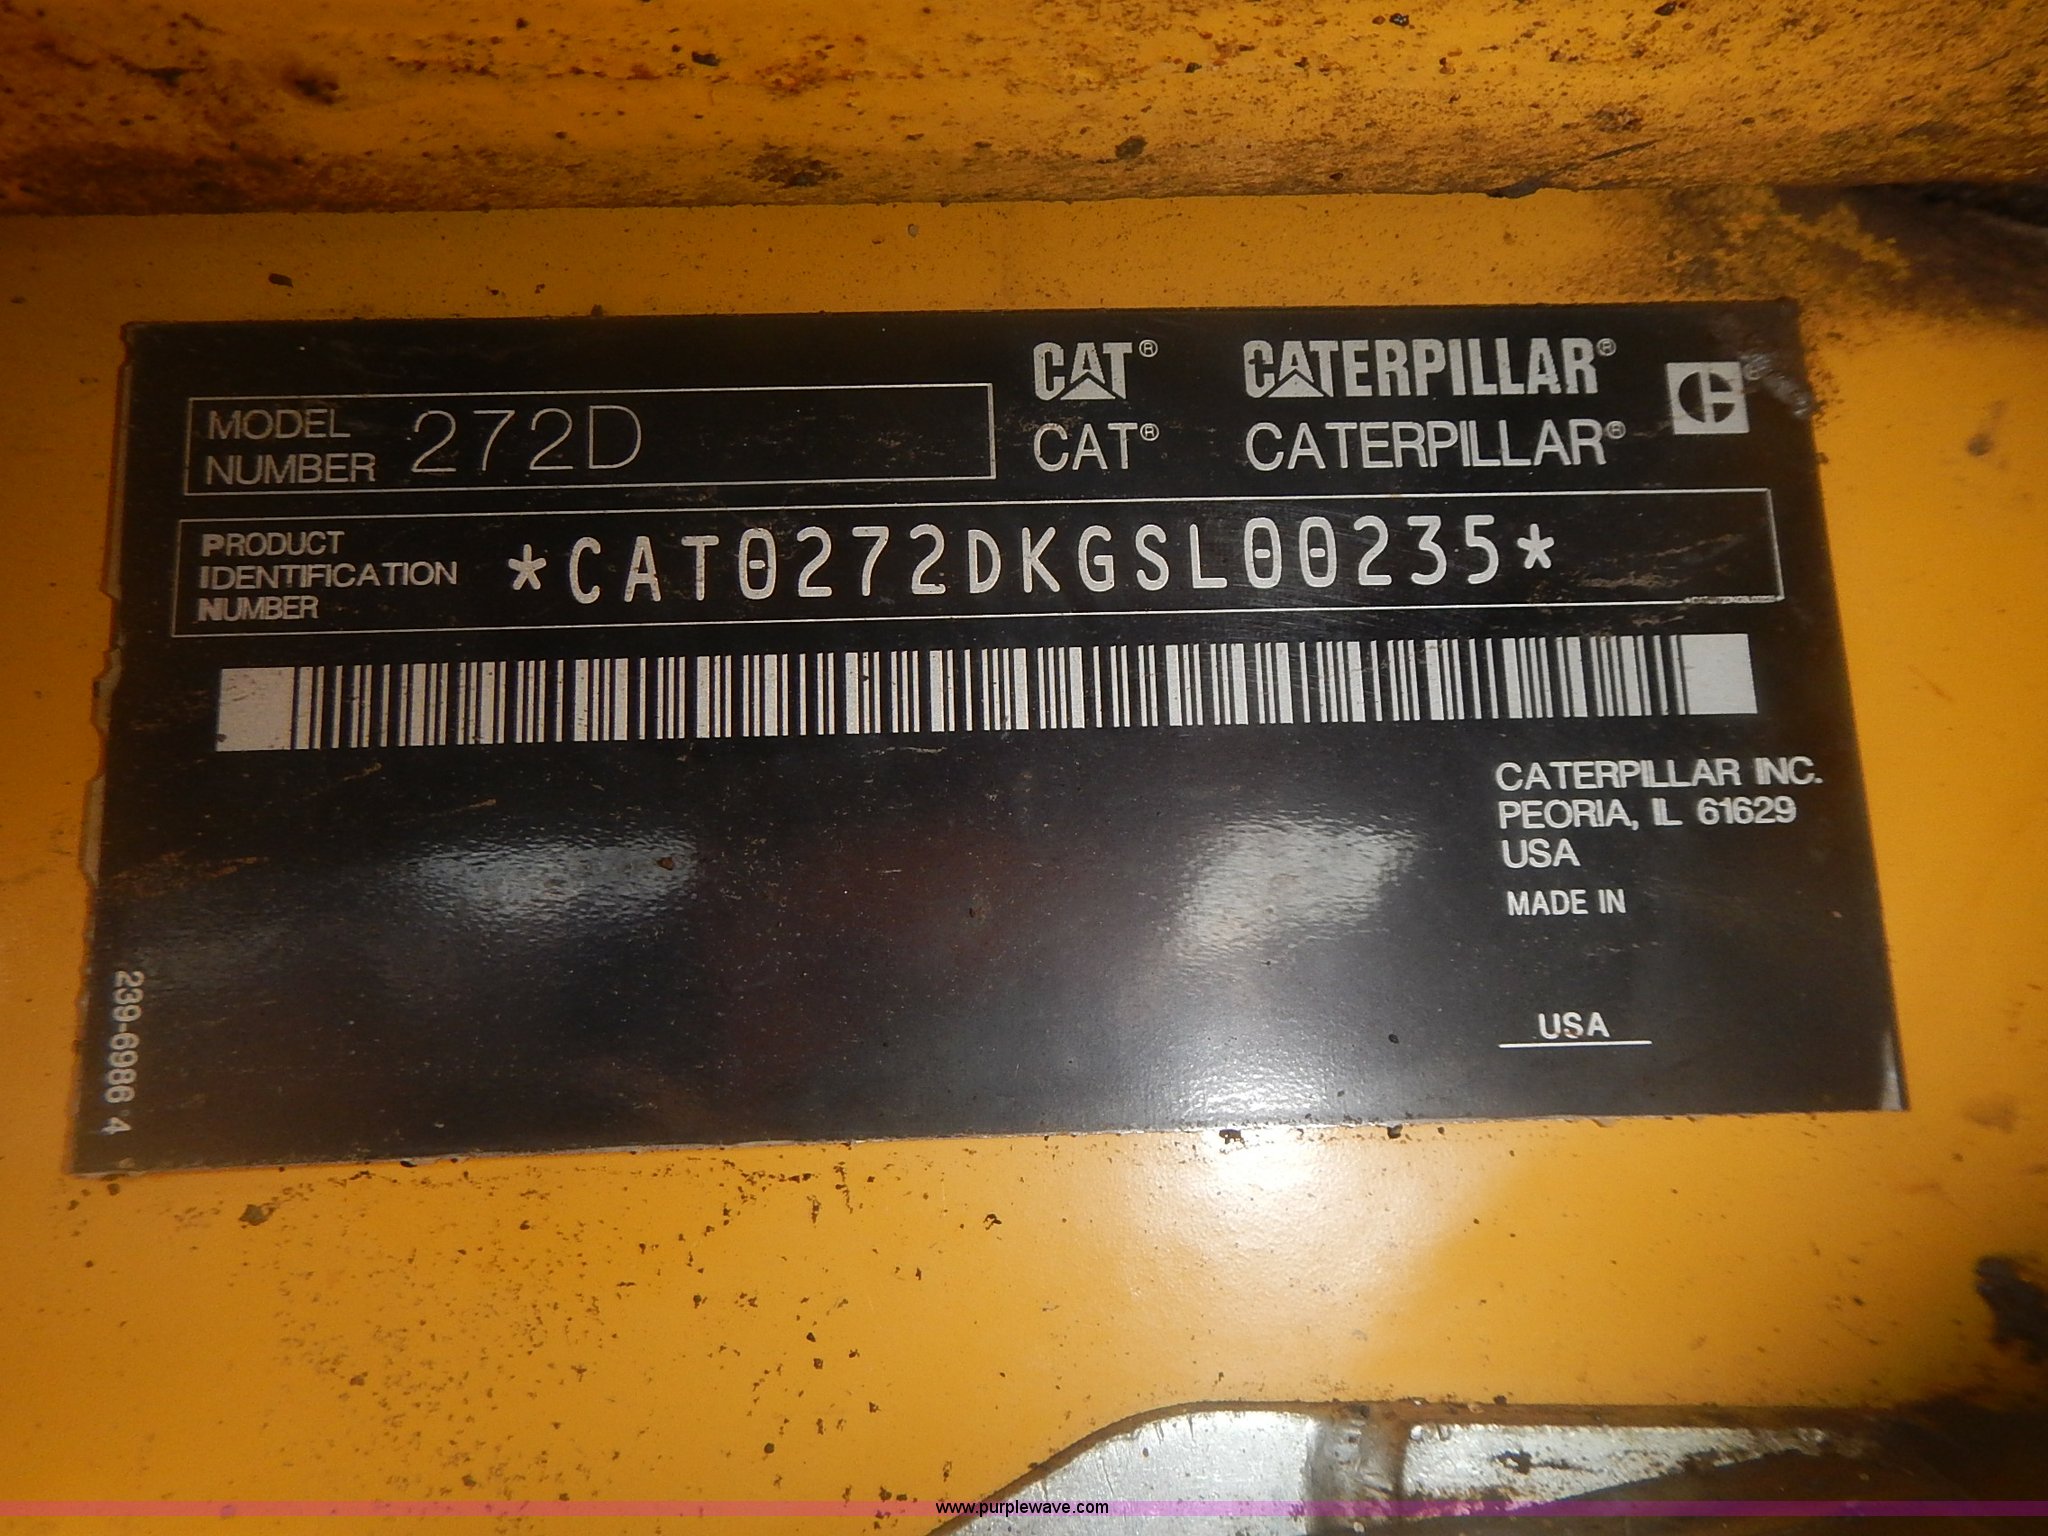 CAT® CATERPILLAR®
MODEL
NUMBER 272D
CAT® CATERPILLAR®
PRODUCT
IDENTIFICATION
NUMBER
*CAT0272DKGSL00235*
CATERPILLAR INC.
PEORIA, IL 61629
USA
MADE IN
USA
239-6986 4
www.purplewave.com